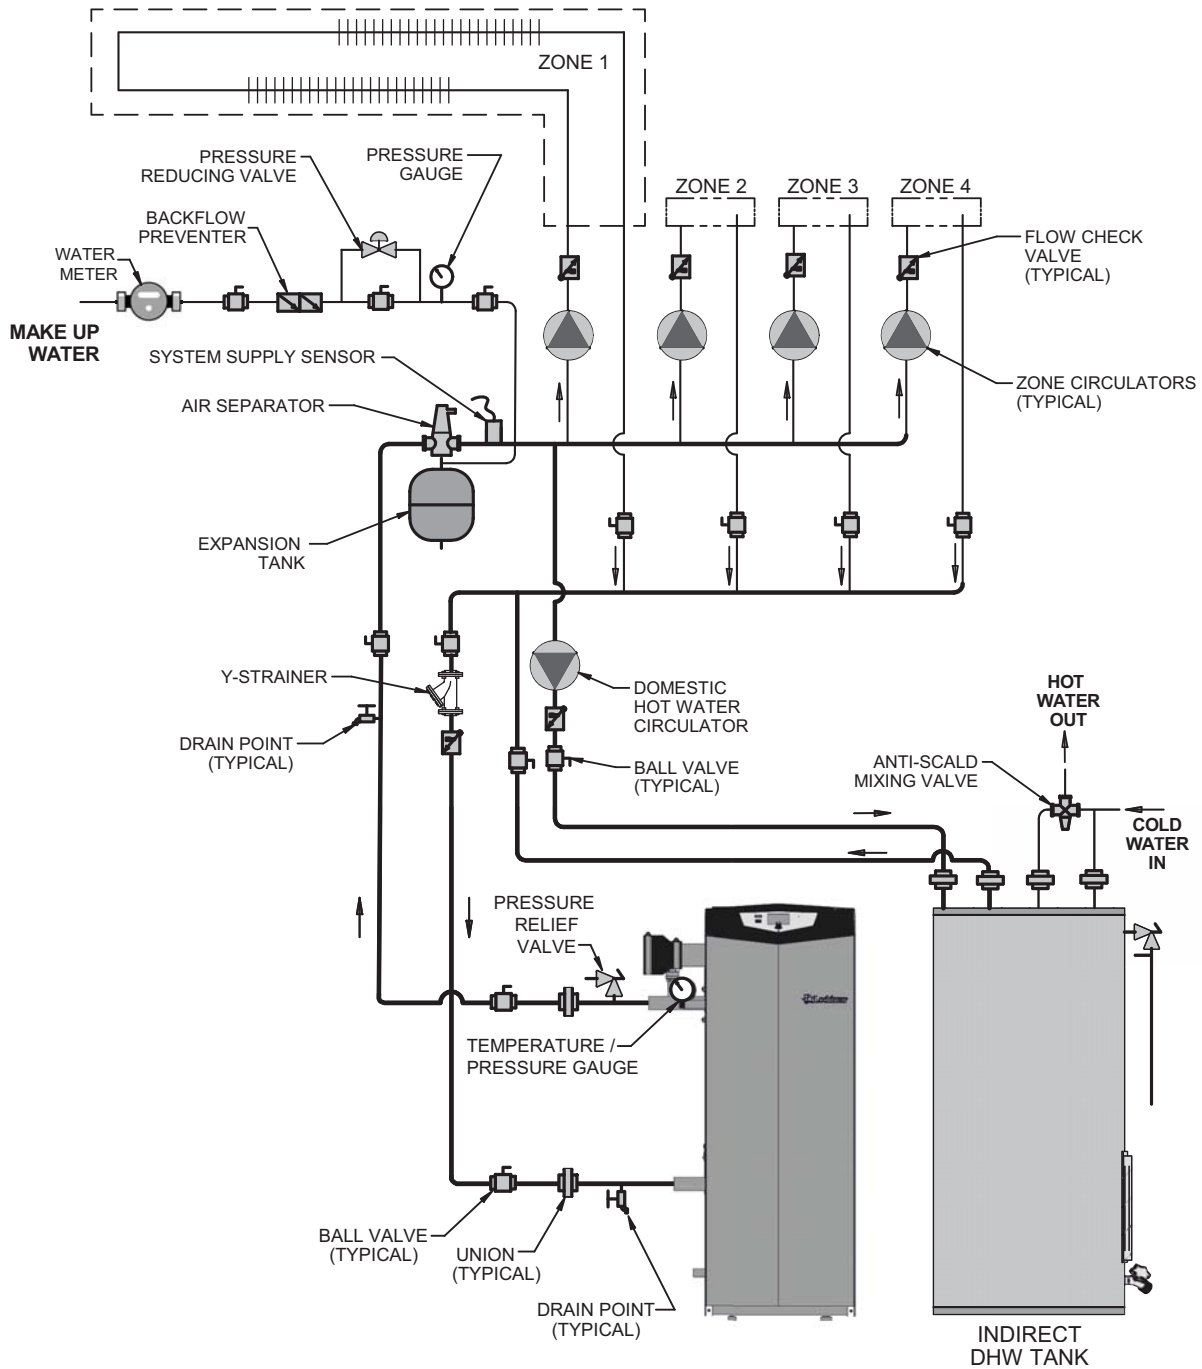 ZONE 1
PRESSURE
REDUCING VALVE
PRESSURE
GAUGE
ZONE 2
ZONE 3
ZONE 4
BACKFLOW
PREVENTER
FLOW CHECK
VALVE
(TYPICAL)
WATER
METER
MAKE UP
WATER
SYSTEM SUPPLY SENSOR
ZONE CIRCULATORS
(TYPICAL)
AIR SEPARATOR
EXPANSION
TANK
Y-STRAINER
DOMESTIC
HOT WATER
CIRCULATOR
HOT
WATER
OUT
DRAIN POINT
(TYPICAL)
BALL VALVE
(TYPICAL)
ANTI-SCALD
MIXING VALVE
COLD
WATER
IN
PRESSURE
RELIEF
VALVE
Lochinvar
TEMPERATURE /
PRESSURE GAUGE
BALL VALVE
(TYPICAL)
UNION
(TYPICAL)
DRAIN POINT
(TYPICAL)
INDIRECT
DHW TANK